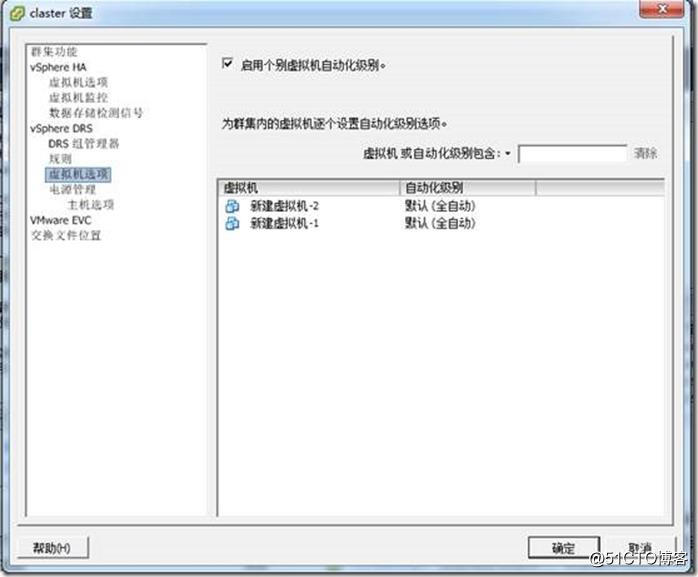 claster 设置
群集功能
vSphere HA
虚拟机选项
虚拟机监控
数据存储检测信号
vSphere DRS
DRS 组管理器
规则
虚拟机选项
电源管理
主机选项
VMware EVC
交换文件位置
启用个别虚拟机自动化级别。
为群集内的虚拟机逐个设置自动化级别选项。
虚拟机 或自动化级别包含: 清除
虚拟机 自动化级别
新建虚拟机-2 默认 (全自动)
新建虚拟机-1 默认 (全自动)
帮助(H) 确定 取消
@51CTO博客